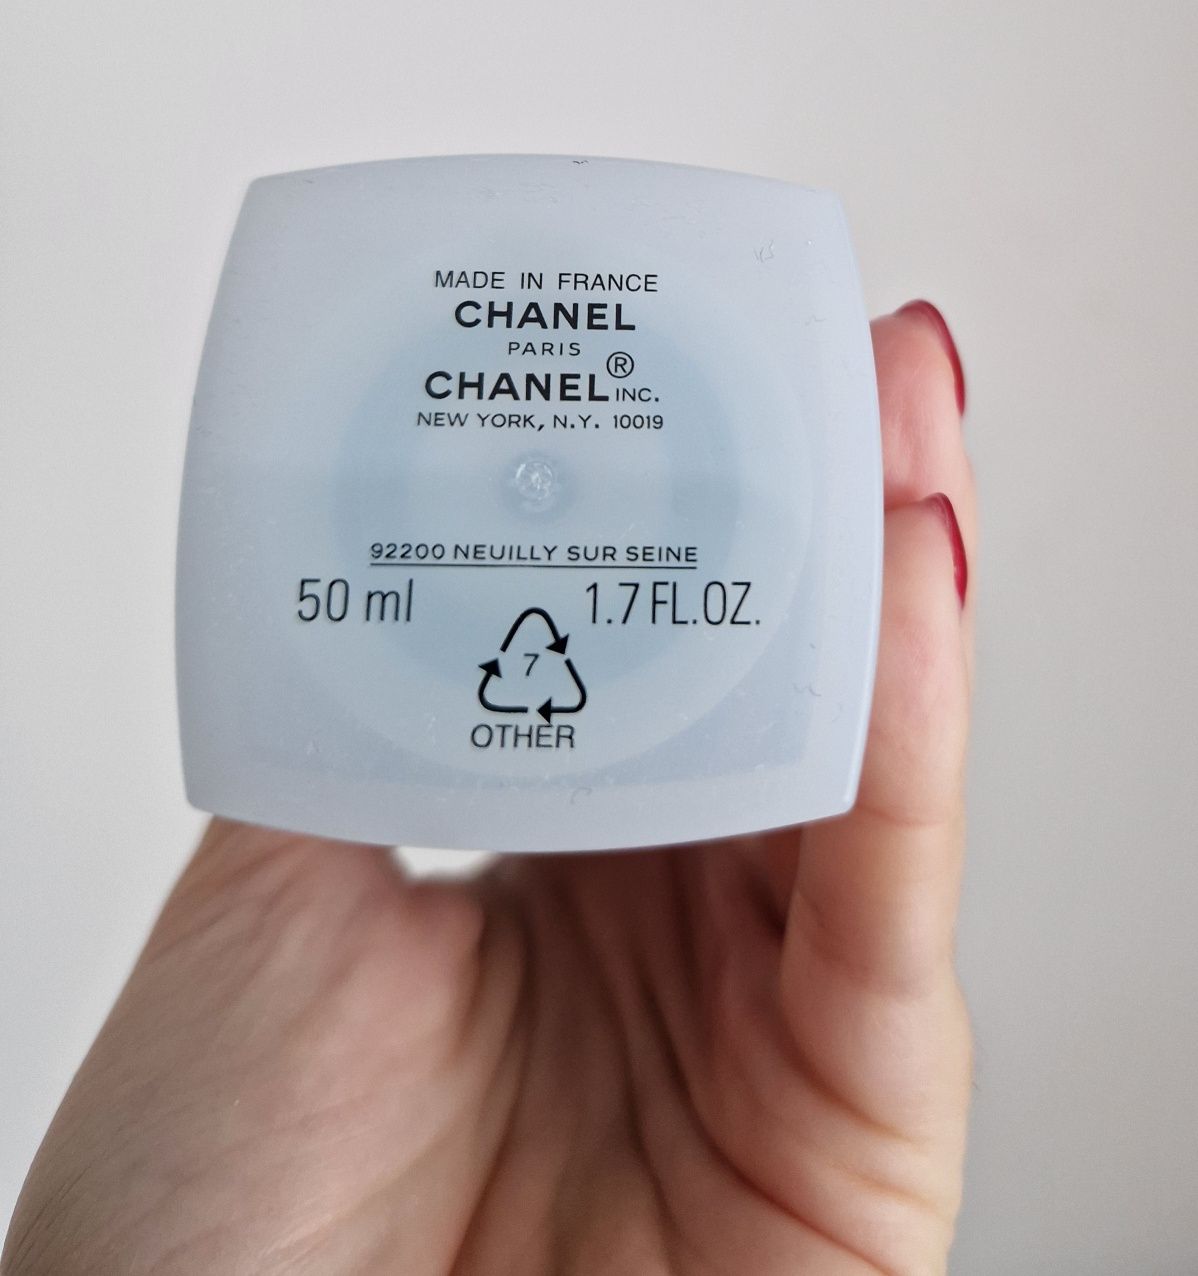 MADE IN FRANCE
CHANEL
PARIS
CHANEL® INC.
NEW YORK, N.Y. 10019
92200 NEUILLY SUR SEINE
50 ml 1.7 FL.OZ.
7
OTHER